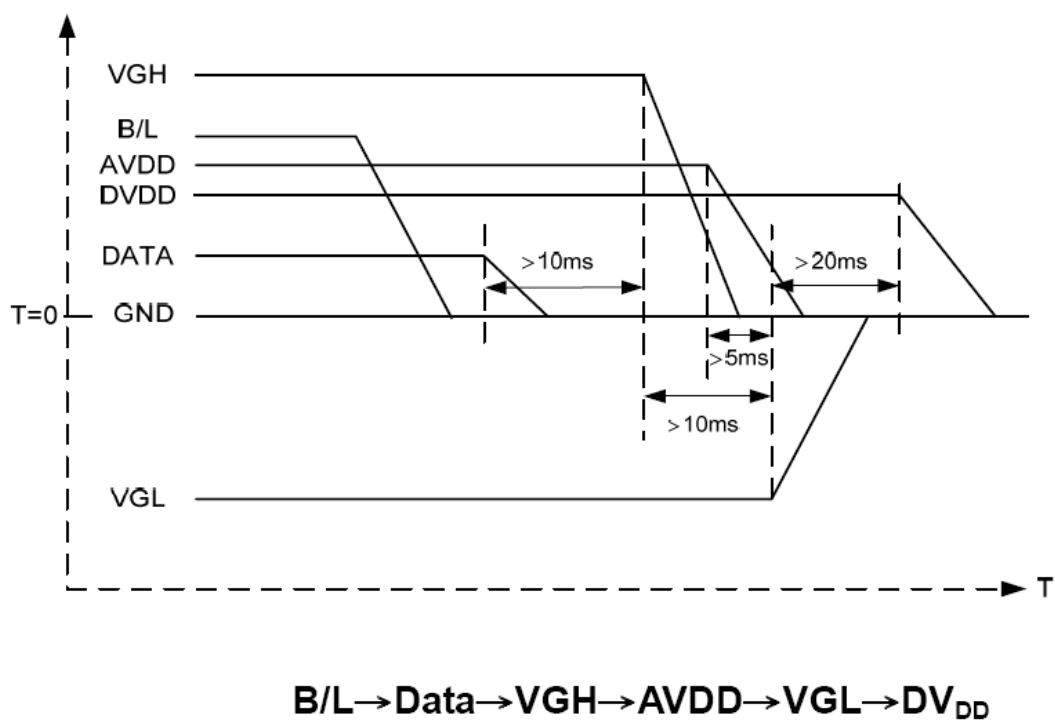 VGH
B/L
AVDD
DVDD
DATA
>10ms
>20ms
T=0
GND
>5ms
>10ms
VGL
T
B/L→Data→VGH→AVDD→VGL→DVDD